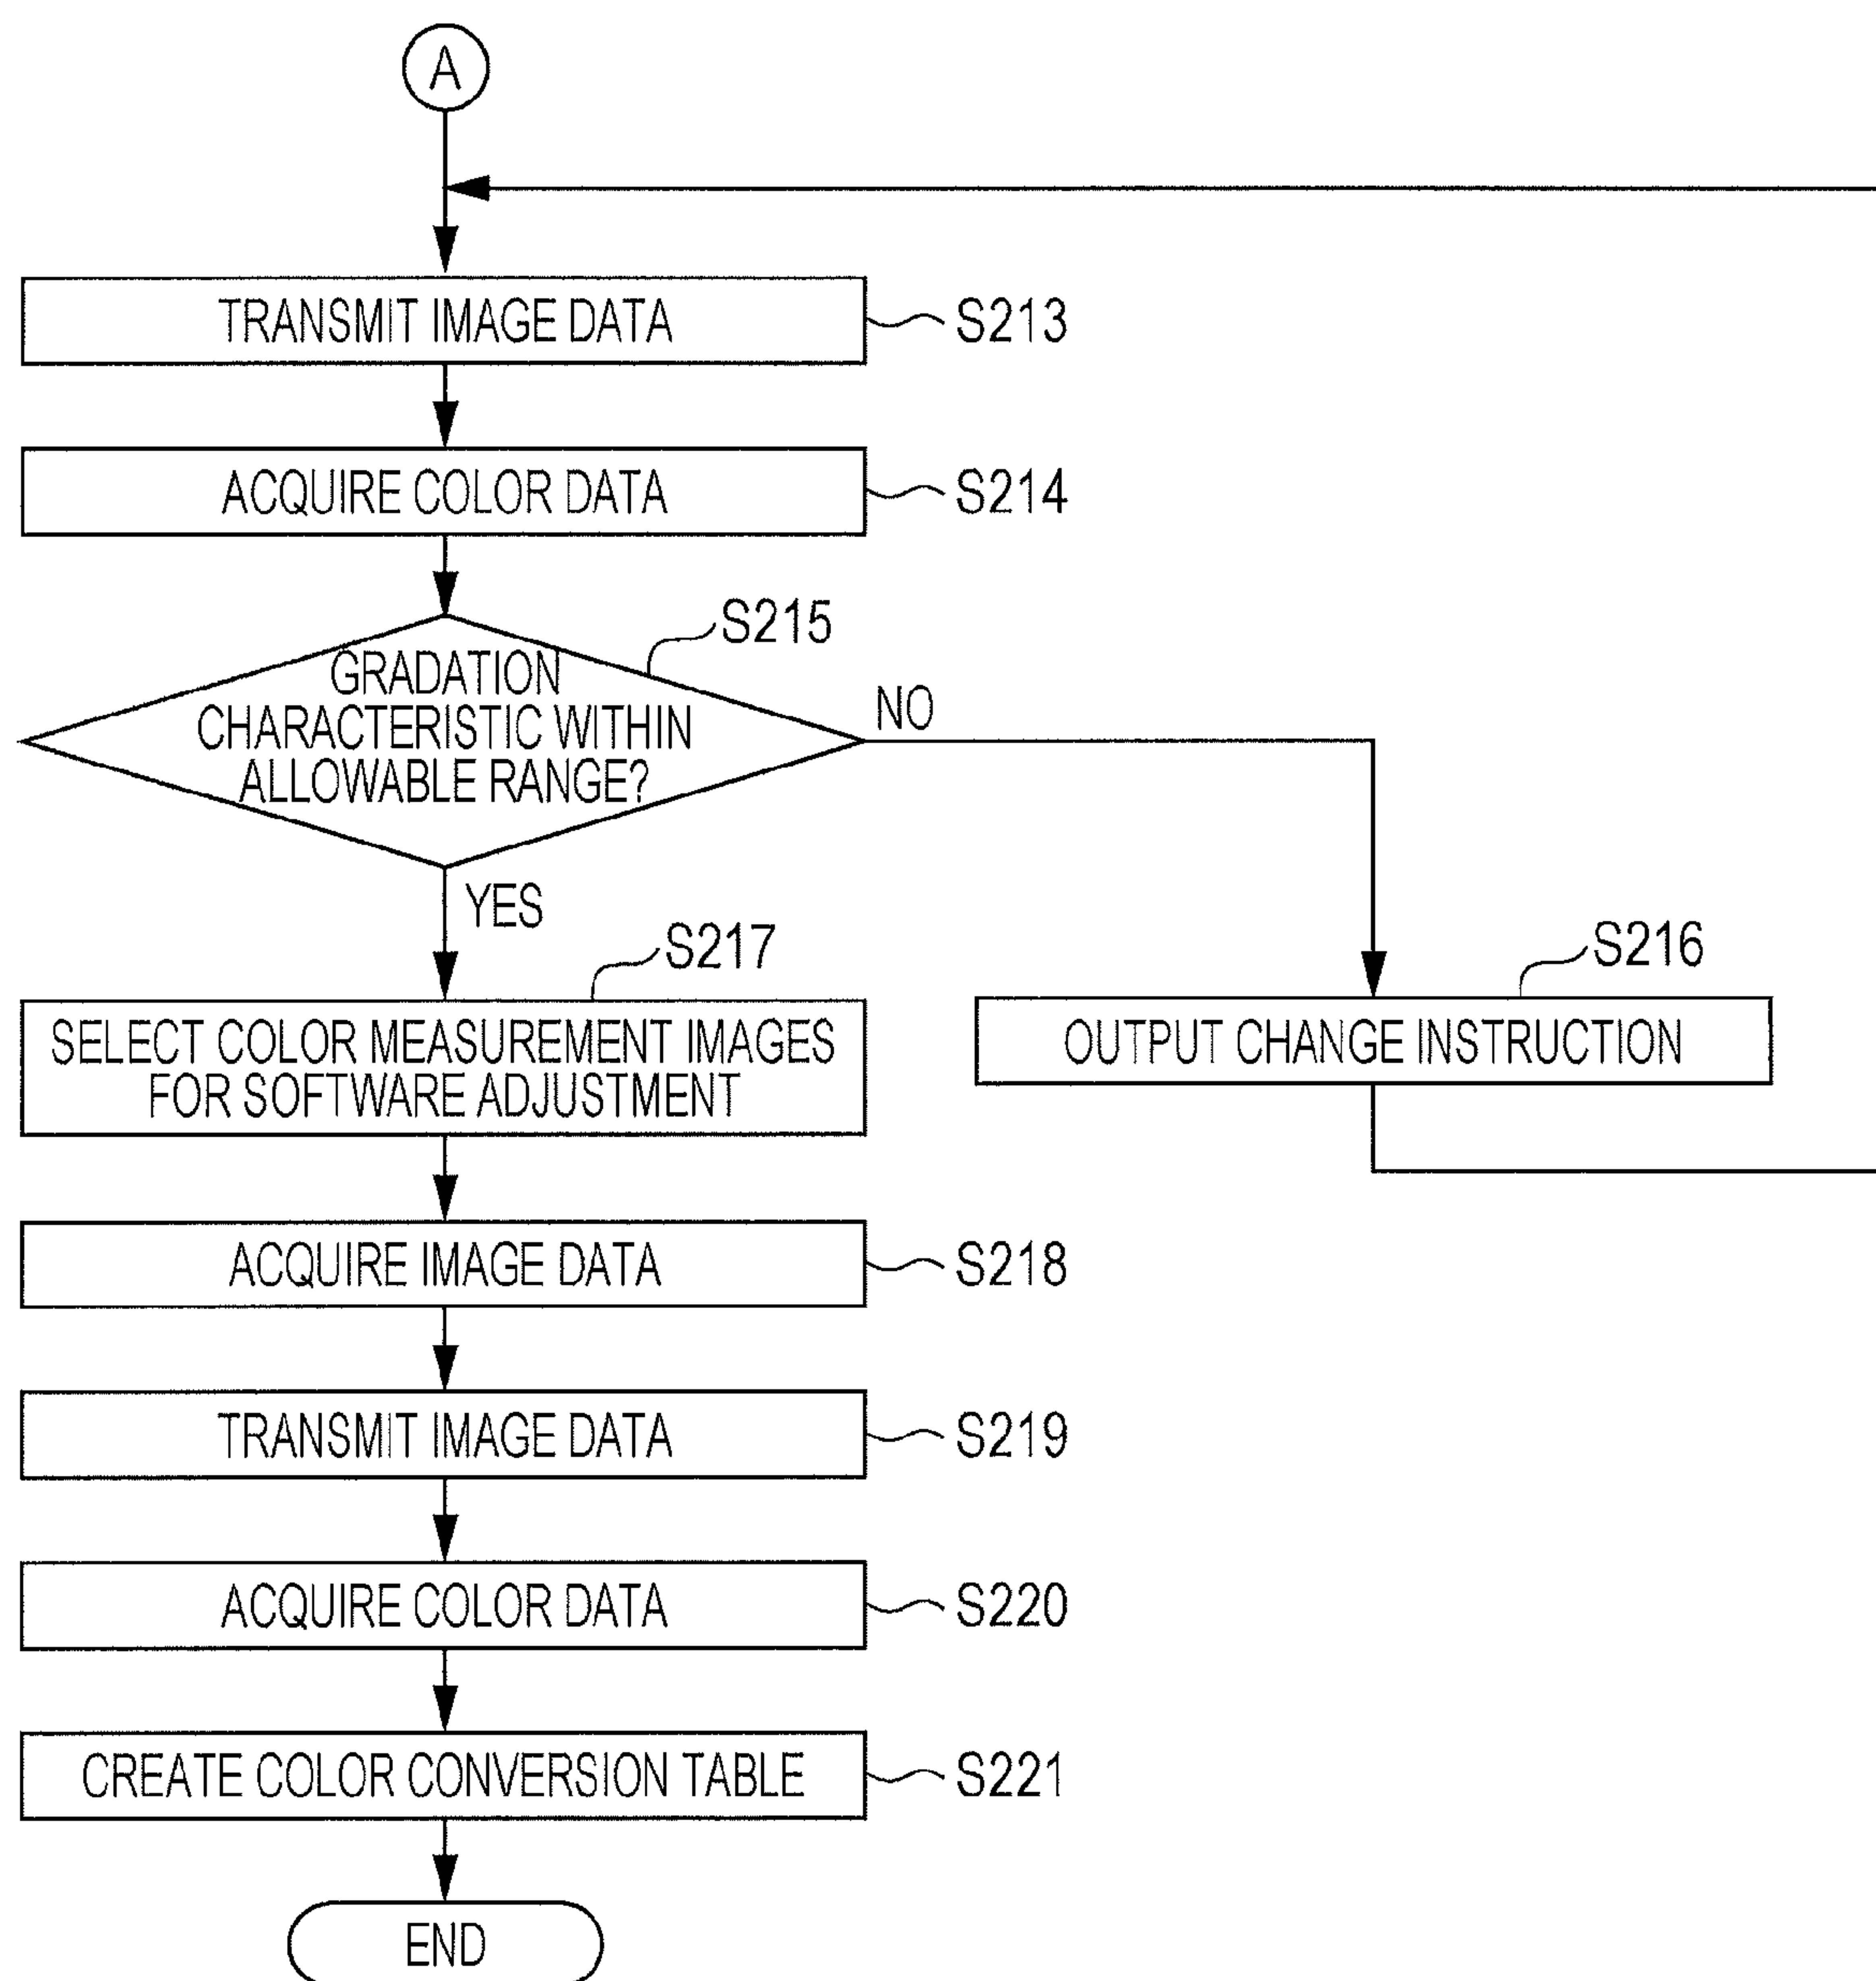 A
TRANSMIT IMAGE DATA
S213
ACQUIRE COLOR DATA
S214
S215
GRADATION
CHARACTERISTIC WITHIN
ALLOWABLE RANGE?
NO
YES
S217
SELECT COLOR MEASUREMENT IMAGES
FOR SOFTWARE ADJUSTMENT
S216
OUTPUT CHANGE INSTRUCTION
ACQUIRE IMAGE DATA
S218
TRANSMIT IMAGE DATA
S219
ACQUIRE COLOR DATA
S220
CREATE COLOR CONVERSION TABLE
S221
END